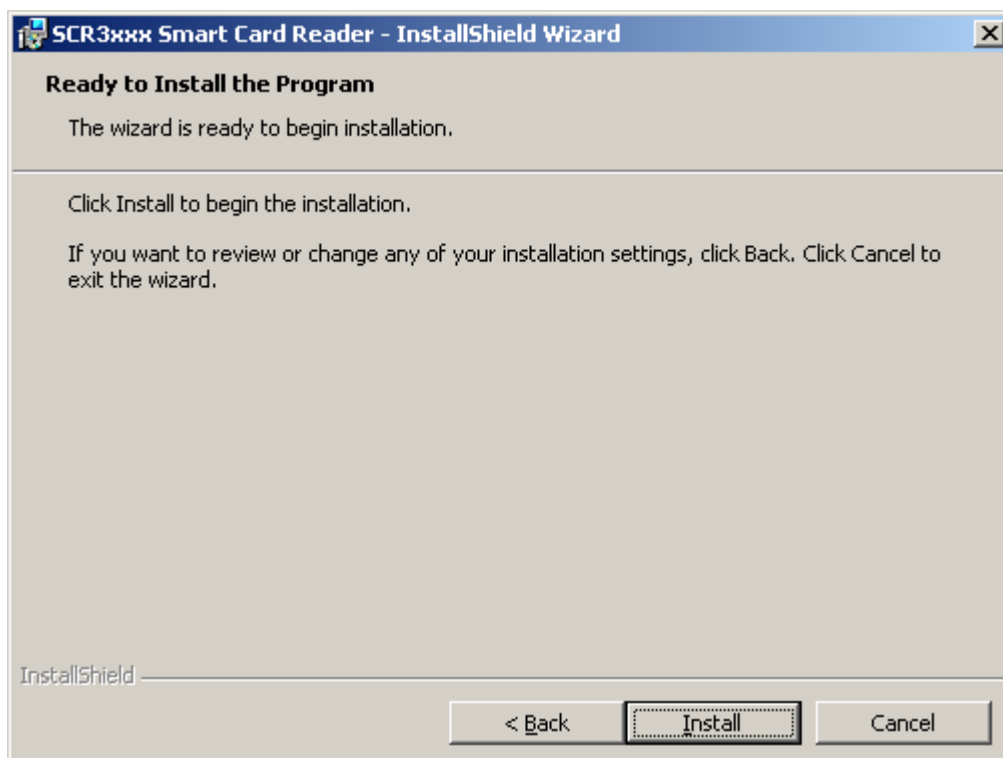 SCR3xxx Smart Card Reader - InstallShield Wizard
Ready to Install the Program
The wizard is ready to begin installation.
Click Install to begin the installation.
If you want to review or change any of your installation settings, click Back. Click Cancel to
exit the wizard.
InstallShield
< Back
Install
Cancel